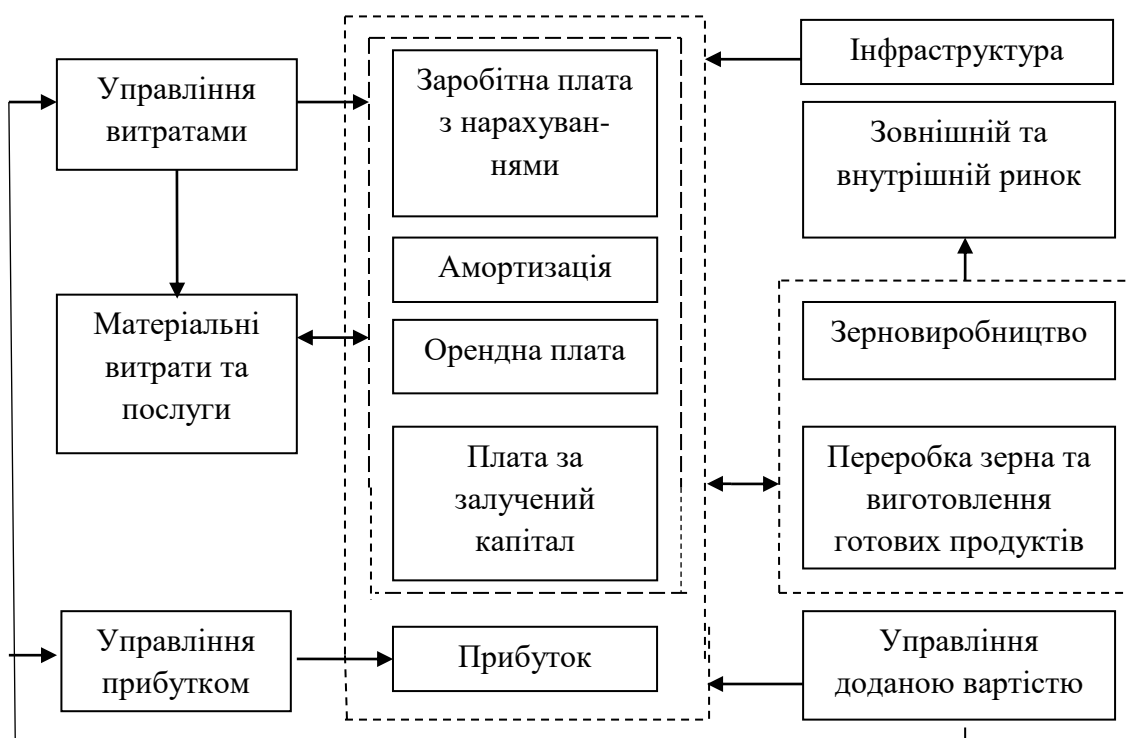 Управління
витратами
Матеріальні
витрати та
послуги
Управління
прибутком
Заробітна плата
з нарахуван-
нями
Амортизація
Орендна плата
Плата за
залучений
капітал
Прибуток
Інфраструктура
Зовнішній та
внутрішній ринок
Зерновиробництво
Переробка зерна та
виготовлення
готових продуктів
Управління
доданою вартістю